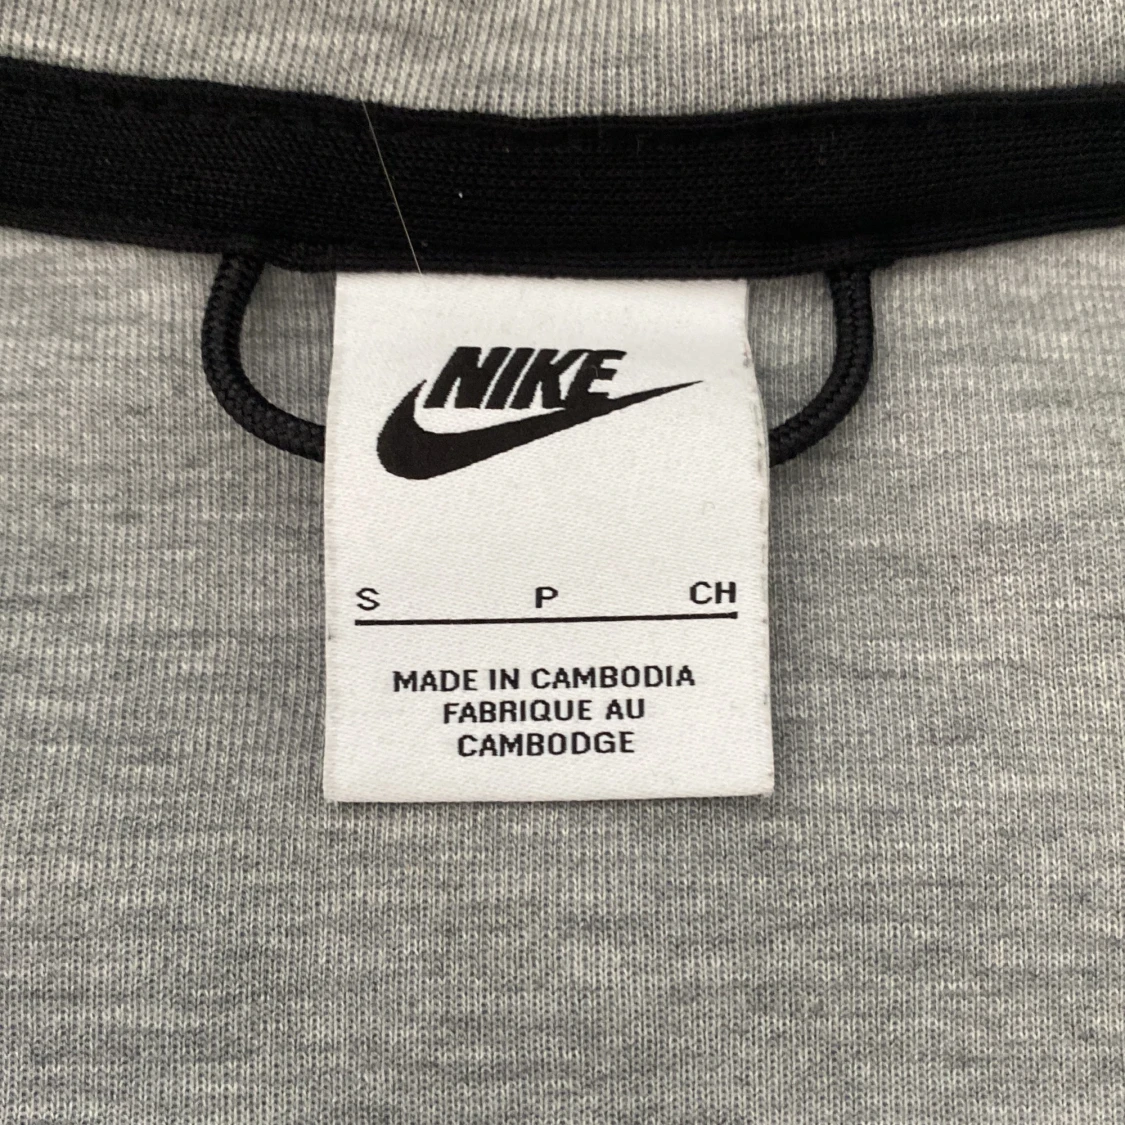 NIKE
S P CH
MADE IN CAMBODIA
FABRIQUE AU
CAMBODGE